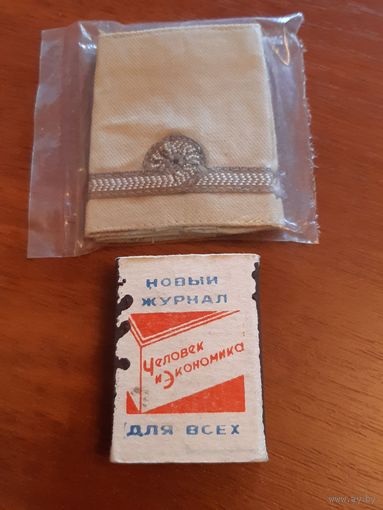 НОВЫЙ
ЖУРНАЛ
Человек
и Экономика
ДЛЯ ВСЕХ
www.ay.by